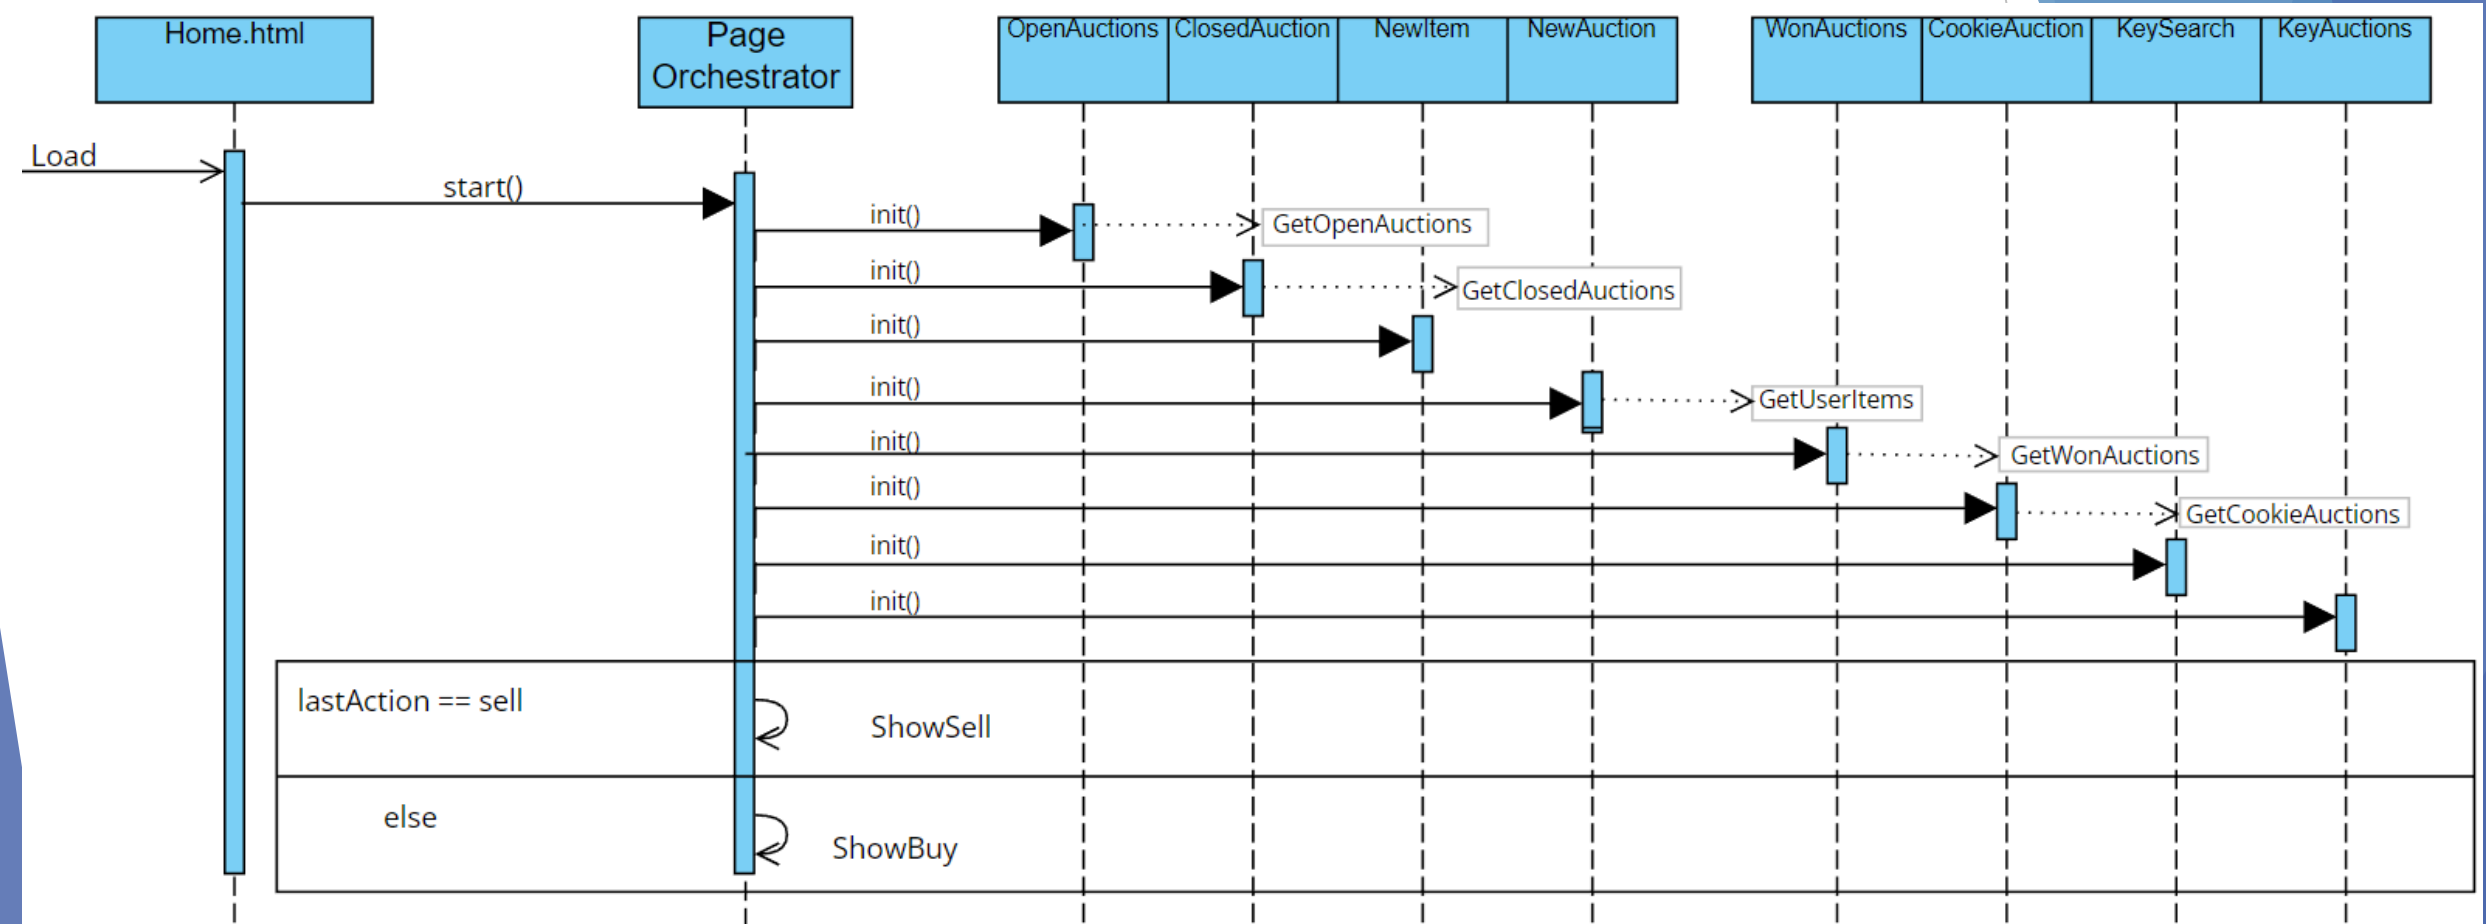 Home.html
Page
Orchestrator
OpenAuctions
ClosedAuction
NewItem
NewAuction
WonAuctions
CookieAuction
KeySearch
KeyAuctions
Load
start()
init()
GetOpenAuctions
init()
GetClosedAuctions
init()
init()
GetUserItems
init()
GetWonAuctions
init()
GetCookieAuctions
init()
init()
lastAction == sell
ShowSell
else
ShowBuy